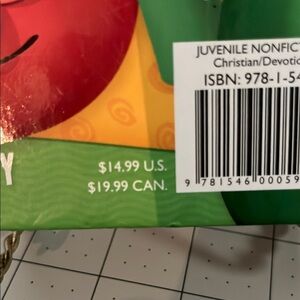 JUVENILE NONFIC
Christian/Devotio
ISBN: 978-1-54
Y
$14.99 U.S.
$19.99 CAN.
9 781546 00059